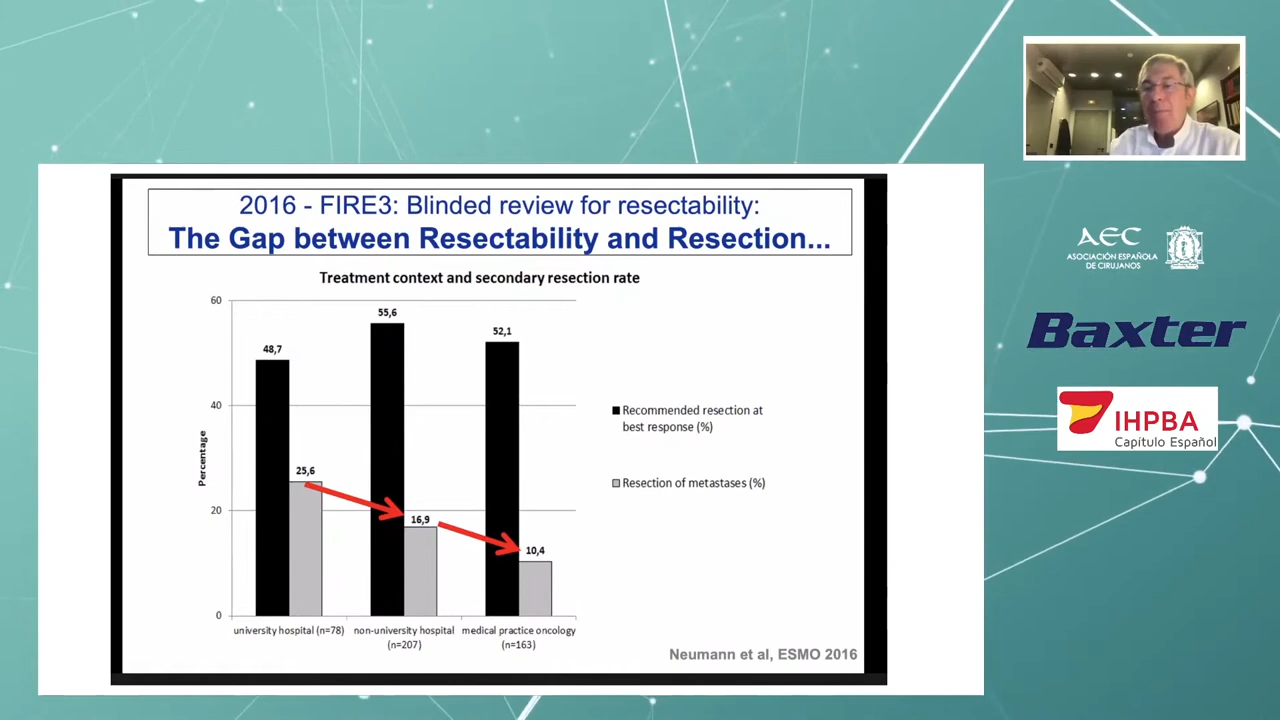 2016 - FIRE3: Blinded review for resectability:
The Gap between Resectability and Resection...
Treatment context and secondary resection rate
60
55,6
52,1
48,7
40
Recommended resection at
best response (%)
Percentage
25,6
Resection of metastases (%)
20
16,9
10,4
0
university hospital (n=78)
non-university hospital
(n=207)
medical practice oncology
(n=163)
Neumann et al, ESMO 2016
AEC
ASOCIACIÓN ESPAÑOLA
DE CIRUJANOS
Baxter
IHPBA
Capítulo Español